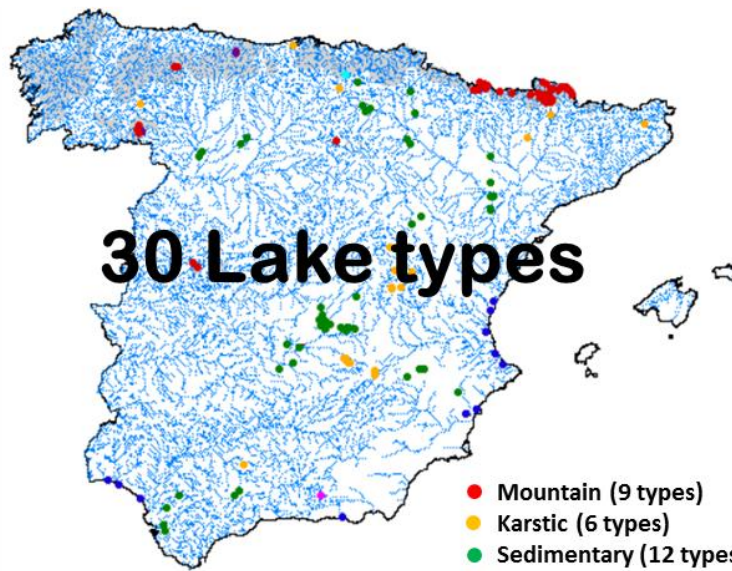 30 Lake types
Mountain (9 types)
Karstic (6 types)
Sedimentary (12 types